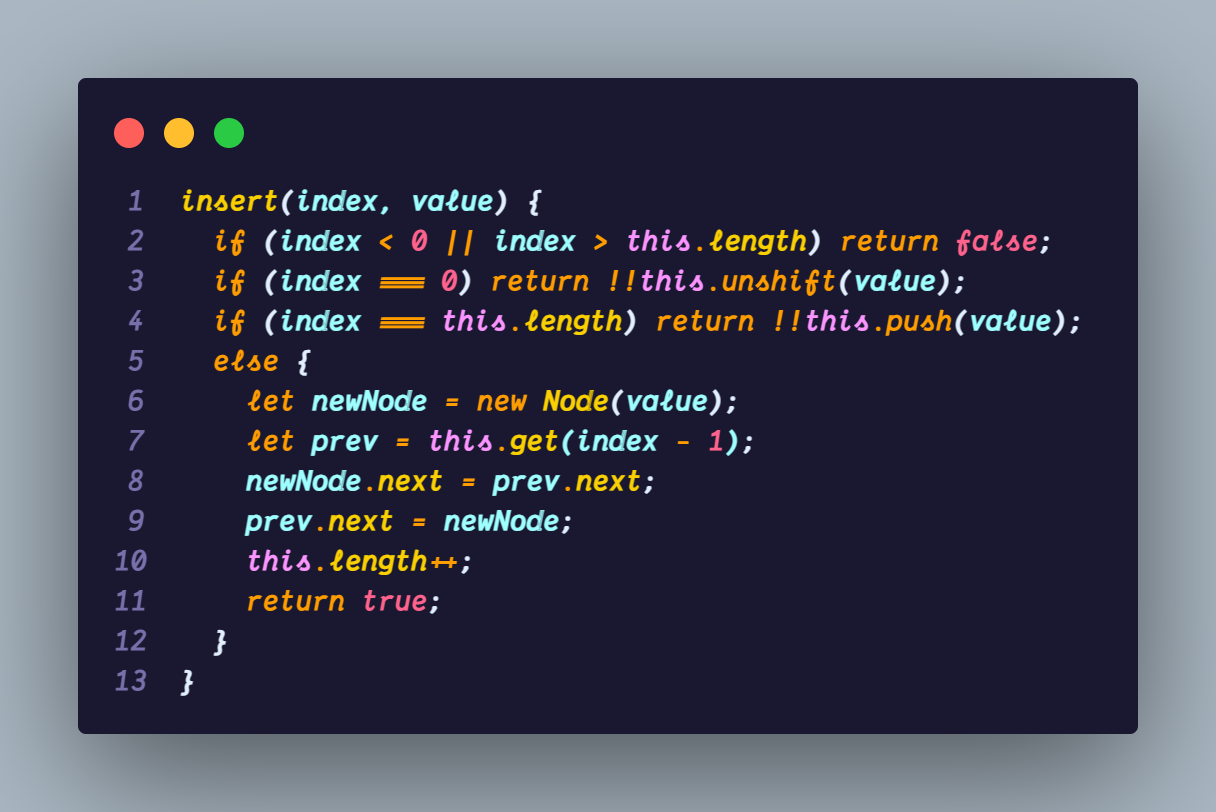 1 insert(index, value) {
2 if (index < 0 || index > this.length) return false;
3 if (index === 0) return !!this.unshift(value);
4 if (index === this.length) return !!this.push(value);
5 else {
6 let newNode = new Node(value);
7 let prev = this.get(index - 1);
8 newNode.next = prev.next;
9 prev.next = newNode;
10 this.length++;
11 return true;
12 }
13 }